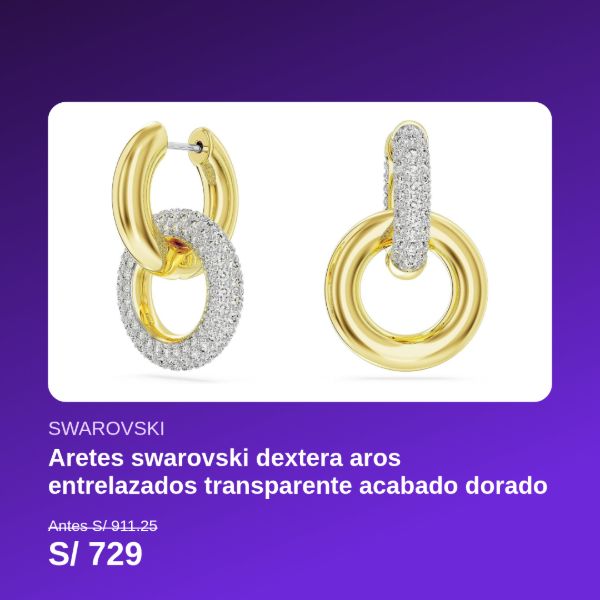 SWAROVSKI
Aretes swarovski dextera aros
entrelazados transparente acabado dorado
Antes S/ 911.25
S/ 729